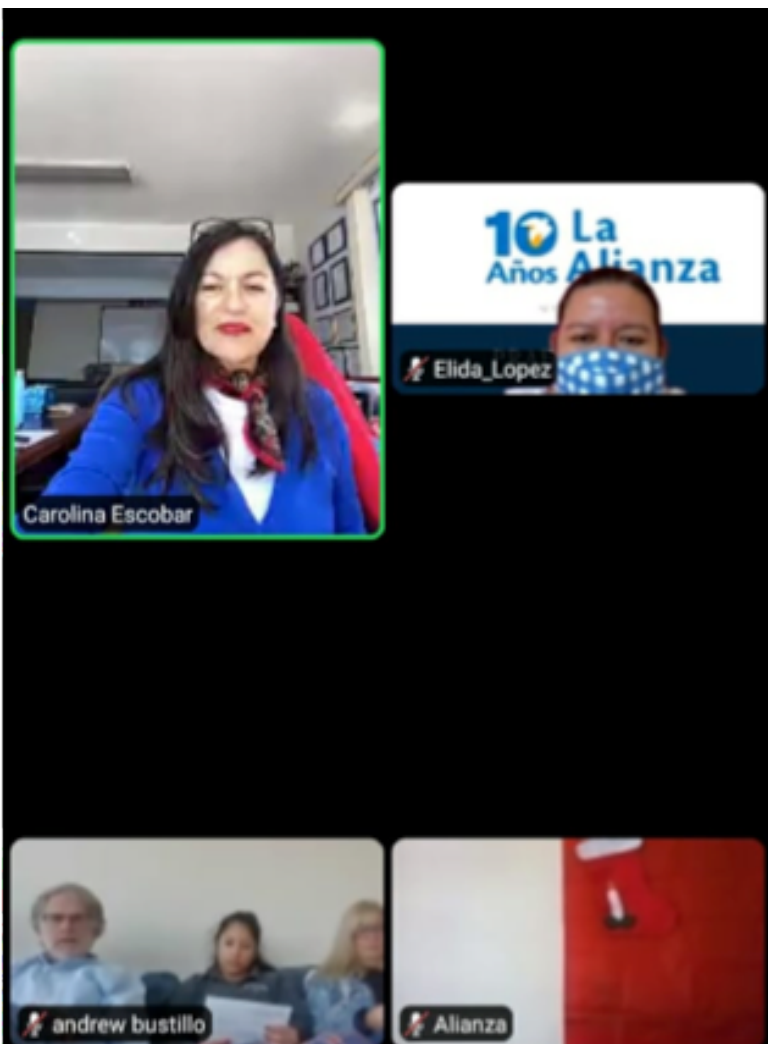 10 La
Años Alianza
Elida_Lopez
Carolina Escobar
andrew bustillo
Alianza